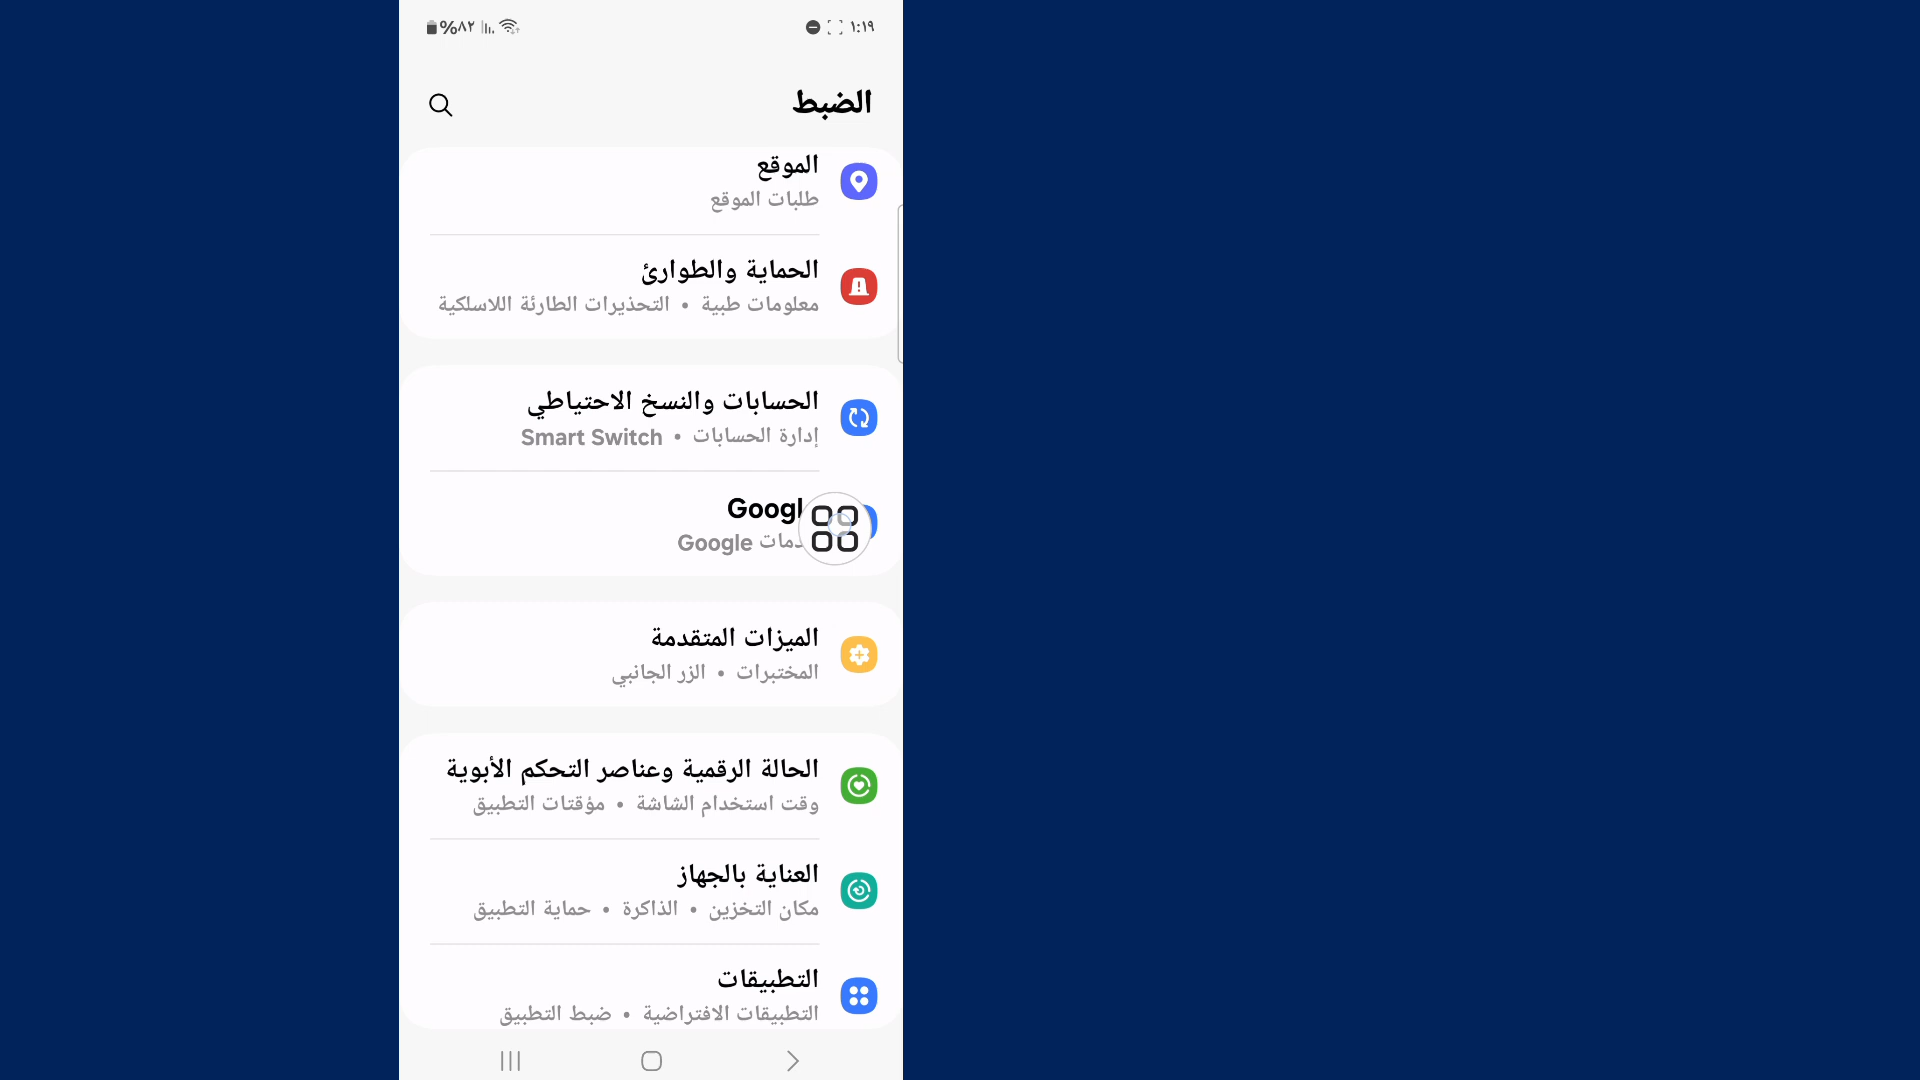 ١:١٩ %٨٢
الضبط
الموقع
طلبات الموقع
الحماية والطوارئ
معلومات طبية • التحذيرات الطارئة اللاسلكية
الحسابات والنسخ الاحتياطي
إدارة الحسابات • Smart Switch
الميزات المتقدمة
المختبرات • الزر الجانبي
الحالة الرقمية وعناصر التحكم الأبوية
وقت استخدام الشاشة • مؤقتات التطبيق
العناية بالجهاز
مكان التخزين • الذاكرة • حماية التطبيق
التطبيقات
التطبيقات الافتراضية • ضبط التطبيق